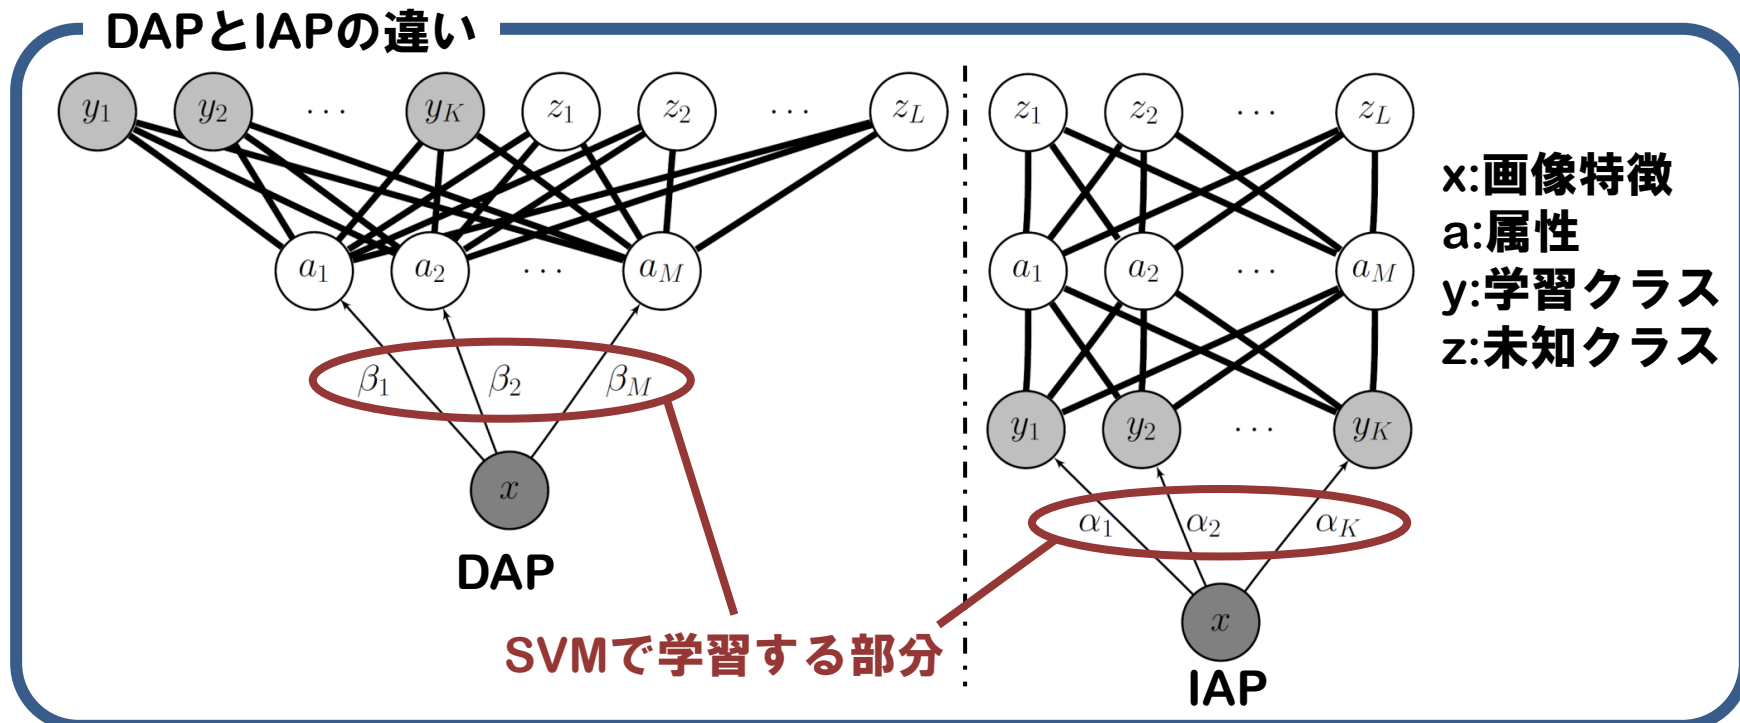 DAPとIAPの違い
y1 y2 ··· yK z1 z2 ··· zL
a1 a2 ··· aM
β1 β2 βM
x
DAP
z1 z2 ··· zL
a1 a2 ··· aM
y1 y2 ··· yK
α1 α2 αK
x
IAP
SVMで学習する部分
x:画像特徴
a:属性
y:学習クラス
z:未知クラス